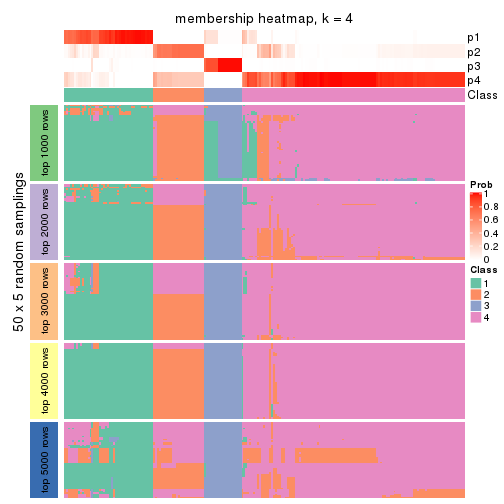 membership heatmap, k = 4
p1
p2
p3
p4
Class
50 x 5 random samplings
top 1000 rows
top 2000 rows
top 3000 rows
top 4000 rows
top 5000 rows
Prob
1
0.8
0.6
0.4
0.2
0
Class
1
2
3
4